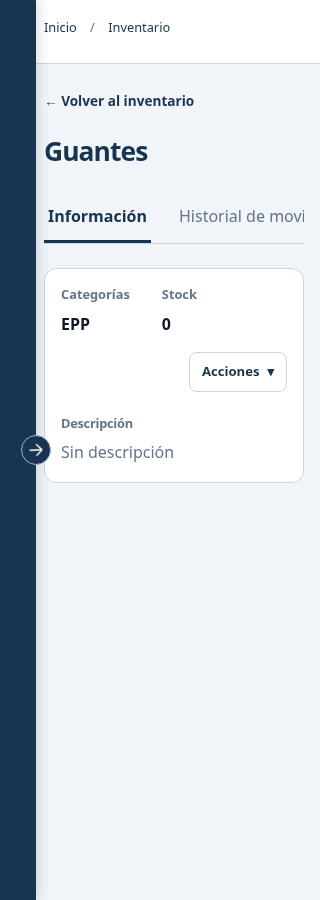 Inicio / Inventario
← Volver al inventario
Guantes
Información Historial de movi
Categorías Stock
EPP 0
Acciones ▼
Descripción
Sin descripción